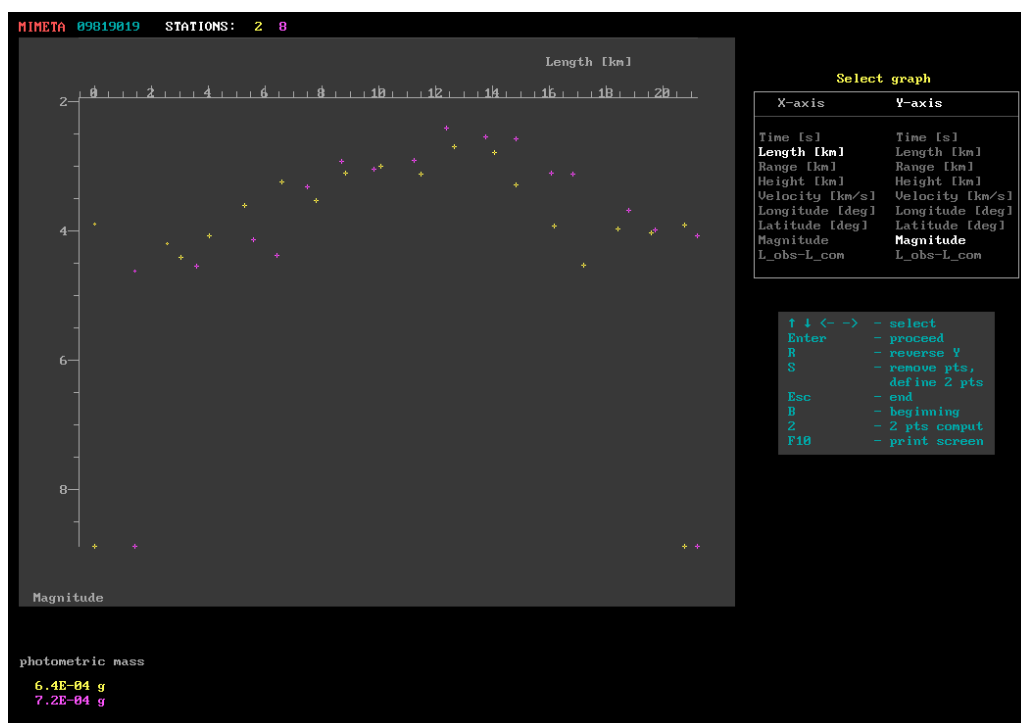 MIMETA 09819019 STATIONS: 2 8
Length [km]
0 2 4 6 8 10 12 14 16 18 20
2
4
6
8
Magnitude
photometric mass
6.4E-04 g
7.2E-04 g
Select graph
X-axis Y-axis
Time [s] Time [s]
Length [km] Length [km]
Range [km] Range [km]
Height [km] Height [km]
Velocity [km/s] Velocity [km/s]
Longitude [deg] Longitude [deg]
Latitude [deg] Latitude [deg]
Magnitude Magnitude
L_obs-L_com L_obs-L_com
↑ ↓ <- -> - select
Enter - proceed
R - reverse Y
S - remove pts,
define 2 pts
Esc - end
B - beginning
2 - 2 pts comput
F10 - print screen